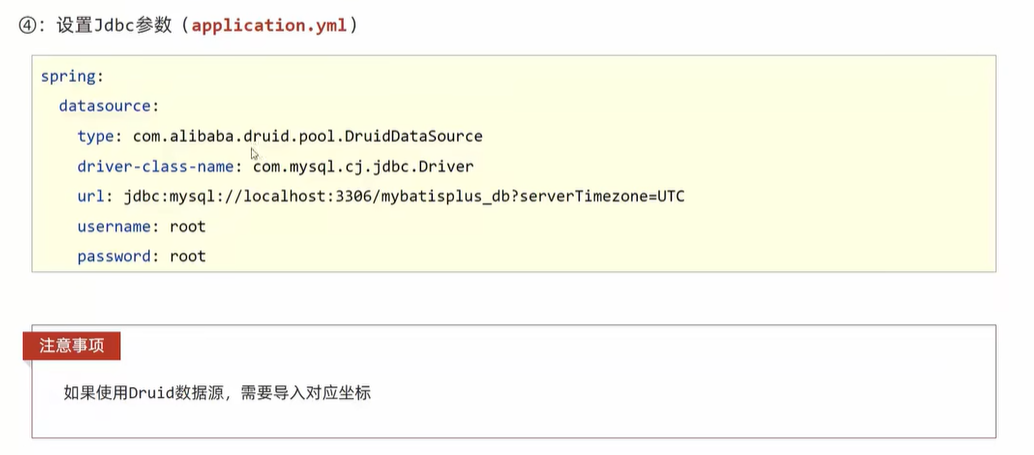 ④：设置Jdbc参数（application.yml）
spring:
  datasource:
    type: com.alibaba.druid.pool.DruidDataSource
    driver-class-name: com.mysql.cj.jdbc.Driver
    url: jdbc:mysql://localhost:3306/mybatisplus_db?serverTimezone=UTC
    username: root
    password: root
注意事项
如果使用Druid数据源，需要导入对应坐标